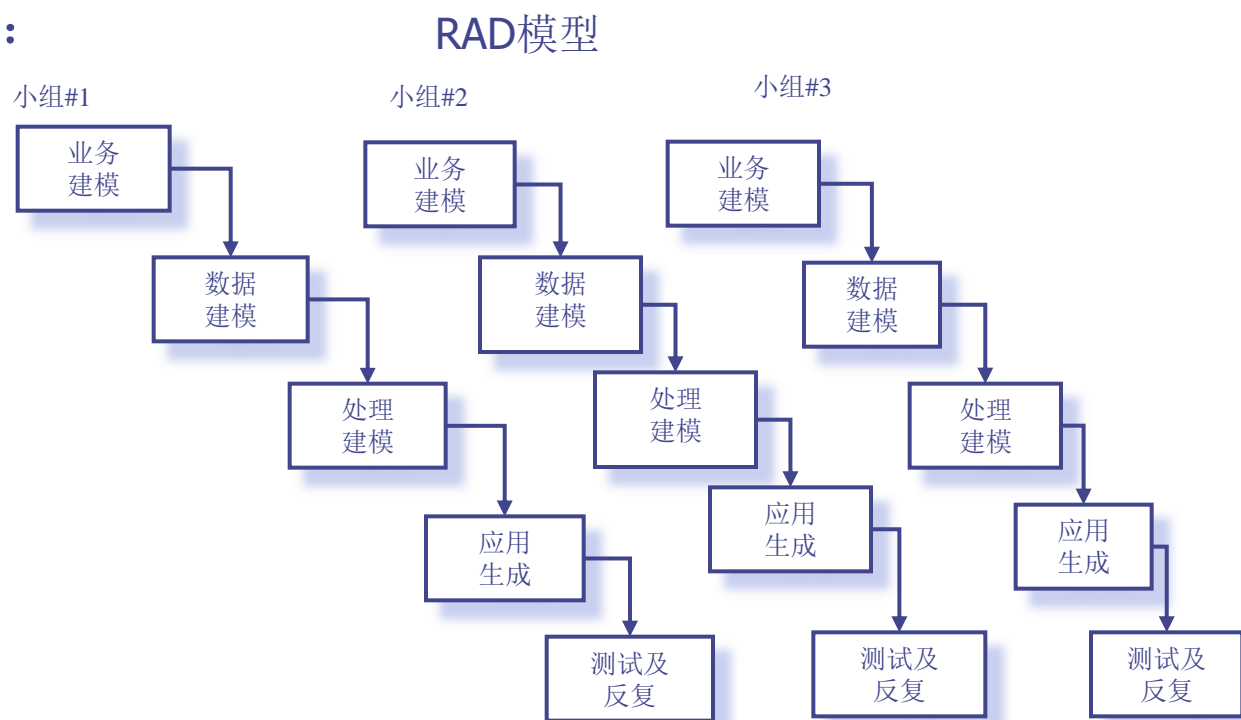 :
RAD模型
小组#1
小组#2
小组#3
业务
建模
业务
建模
业务
建模
数据
建模
数据
建模
数据
建模
处理
建模
处理
建模
处理
建模
应用
生成
应用
生成
应用
生成
测试及
反复
测试及
反复
测试及
反复